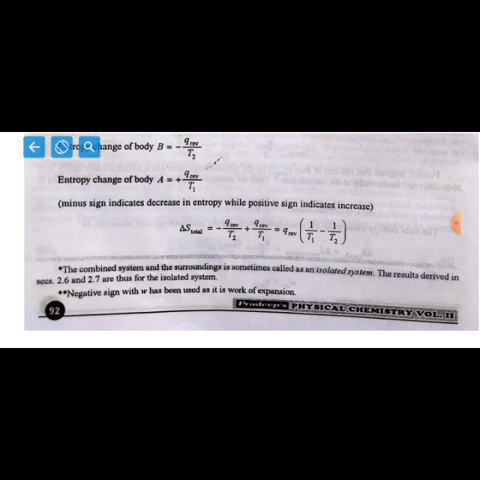 change of body B = − q_rev / T₂
Entropy change of body A = + q_rev / T₁
(minus sign indicates decrease in entropy while positive sign indicates increase)
ΔS_total = − q_rev / T₂ + q_rev / T₁ = q_rev (1/T₁ − 1/T₂)
*The combined system and the surroundings is sometimes called as an isolated system. The results derived in
secs. 2.6 and 2.7 are thus for the isolated system.
**Negative sign with w has been used as it is work of expansion.
92
Pradeep's PHYSICAL CHEMISTRY VOL. II